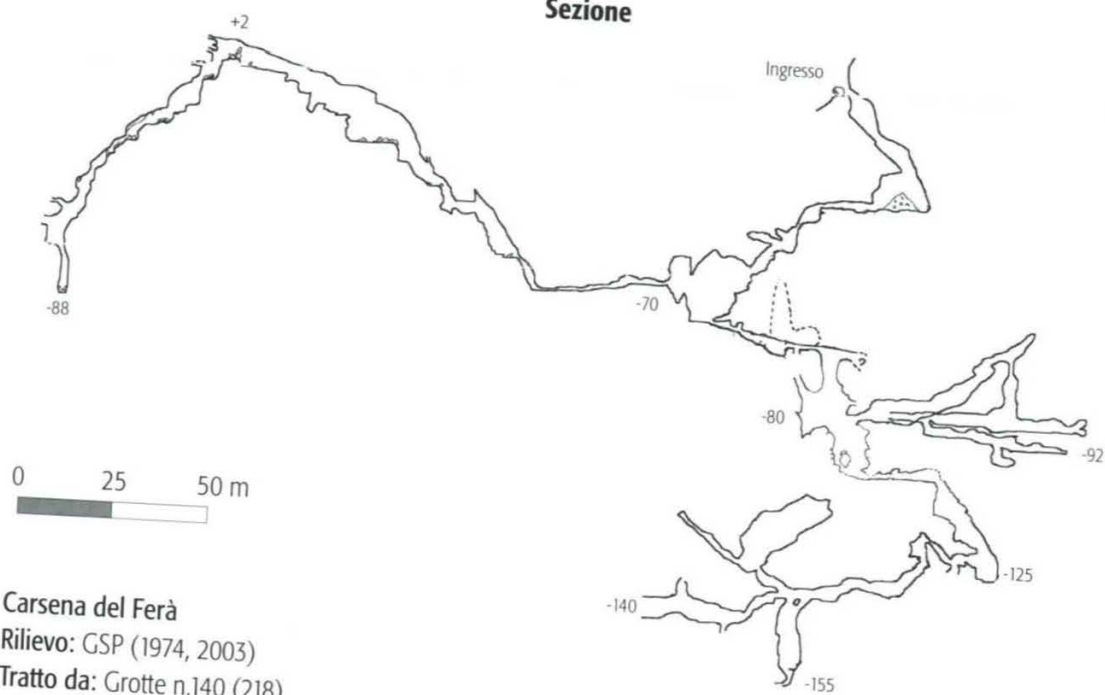 Sezione
+2
Ingresso
-88
-70
-80
-92
0 25 50 m
-125
-140
-155
Carsena del Ferà
Rilievo: GSP (1974, 2003)
Tratto da: Grotte n.140 (218)